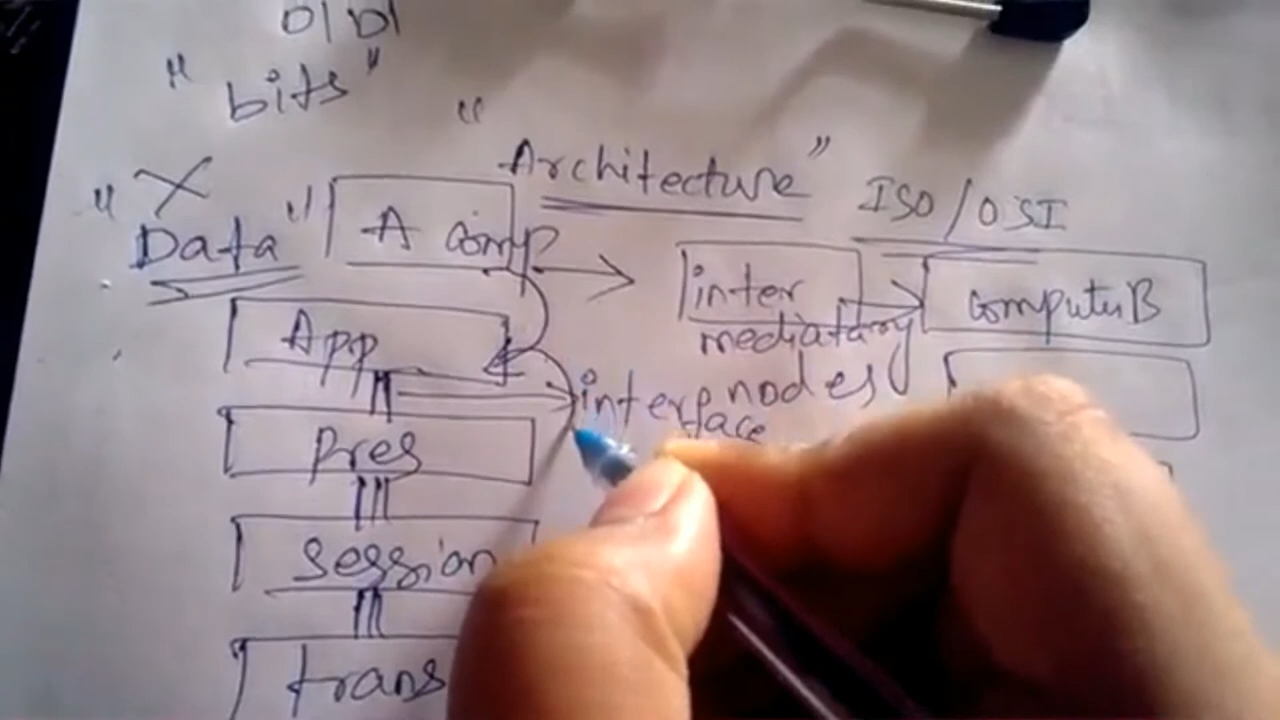 0101
"bits"
"Architecture"
ISO/OSI
"X
Data"
A comp
inter
mediatary
nodes
computer B
App
interface
pres
session
trans